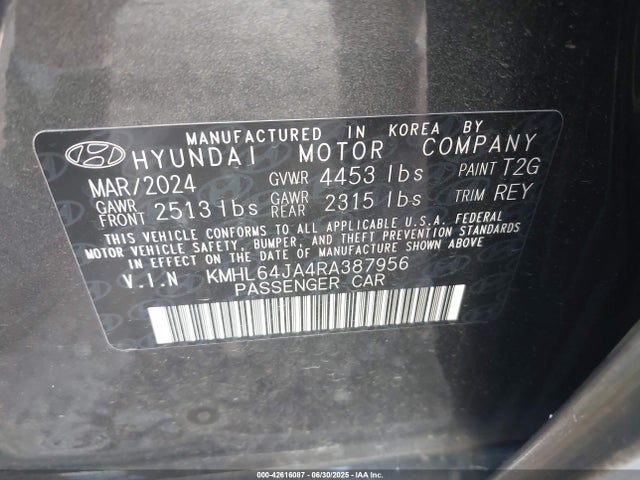 MANUFACTURED IN KOREA BY
HYUNDAI MOTOR COMPANY
MAR/2024 GVWR 4453 lbs PAINT T2G
GAWR FRONT 2513 lbs GAWR REAR 2315 lbs TRIM REY
THIS VEHICLE CONFORMS TO ALL APPLICABLE U.S.A. FEDERAL
MOTOR VEHICLE SAFETY, BUMPER, AND THEFT PREVENTION STANDARDS
IN EFFECT ON THE DATE OF MANUFACTURE SHOWN ABOVE.
V.I.N KMHL64JA4RA387956
PASSENGER CAR
000-42616087 - 06/30/2025 - IAA, Inc.